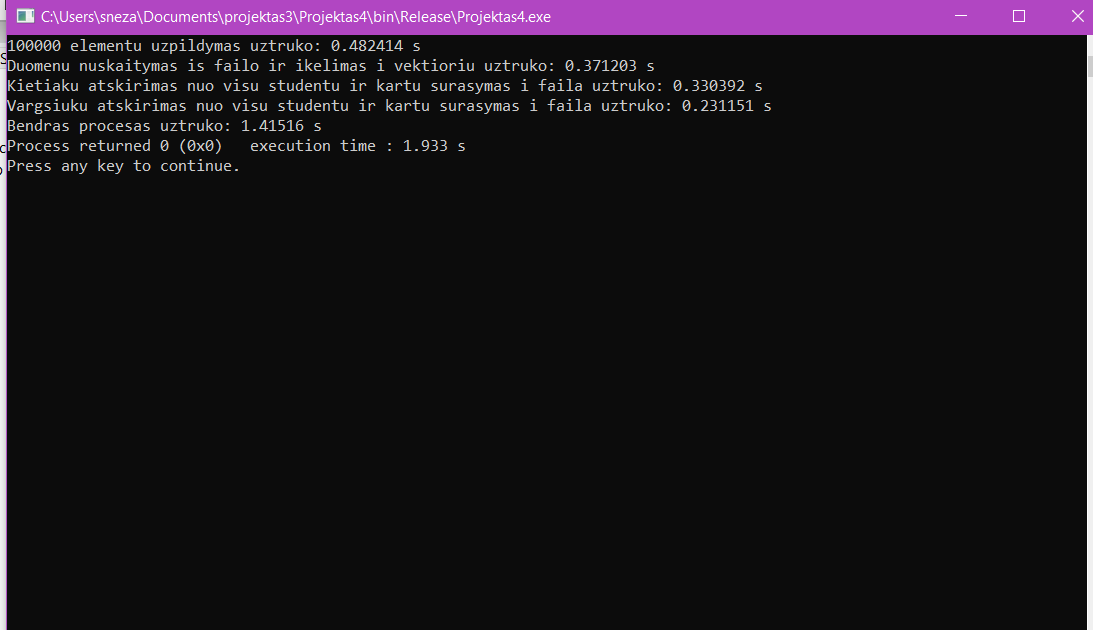 C:\Users\sneza\Documents\projektas3\Projektas4\bin\Release\Projektas4.exe
100000 elementu uzpildymas uztruko: 0.482414 s
Duomenu nuskaitymas is failo ir ikelimas i vektioriu uztruko: 0.371203 s
Kietiaku atskirimas nuo visu studentu ir kartu surasymas i faila uztruko: 0.330392 s
Vargsiuku atskirimas nuo visu studentu ir kartu surasymas i faila uztruko: 0.231151 s
Bendras procesas uztruko: 1.41516 s
Process returned 0 (0x0)   execution time : 1.933 s
Press any key to continue.